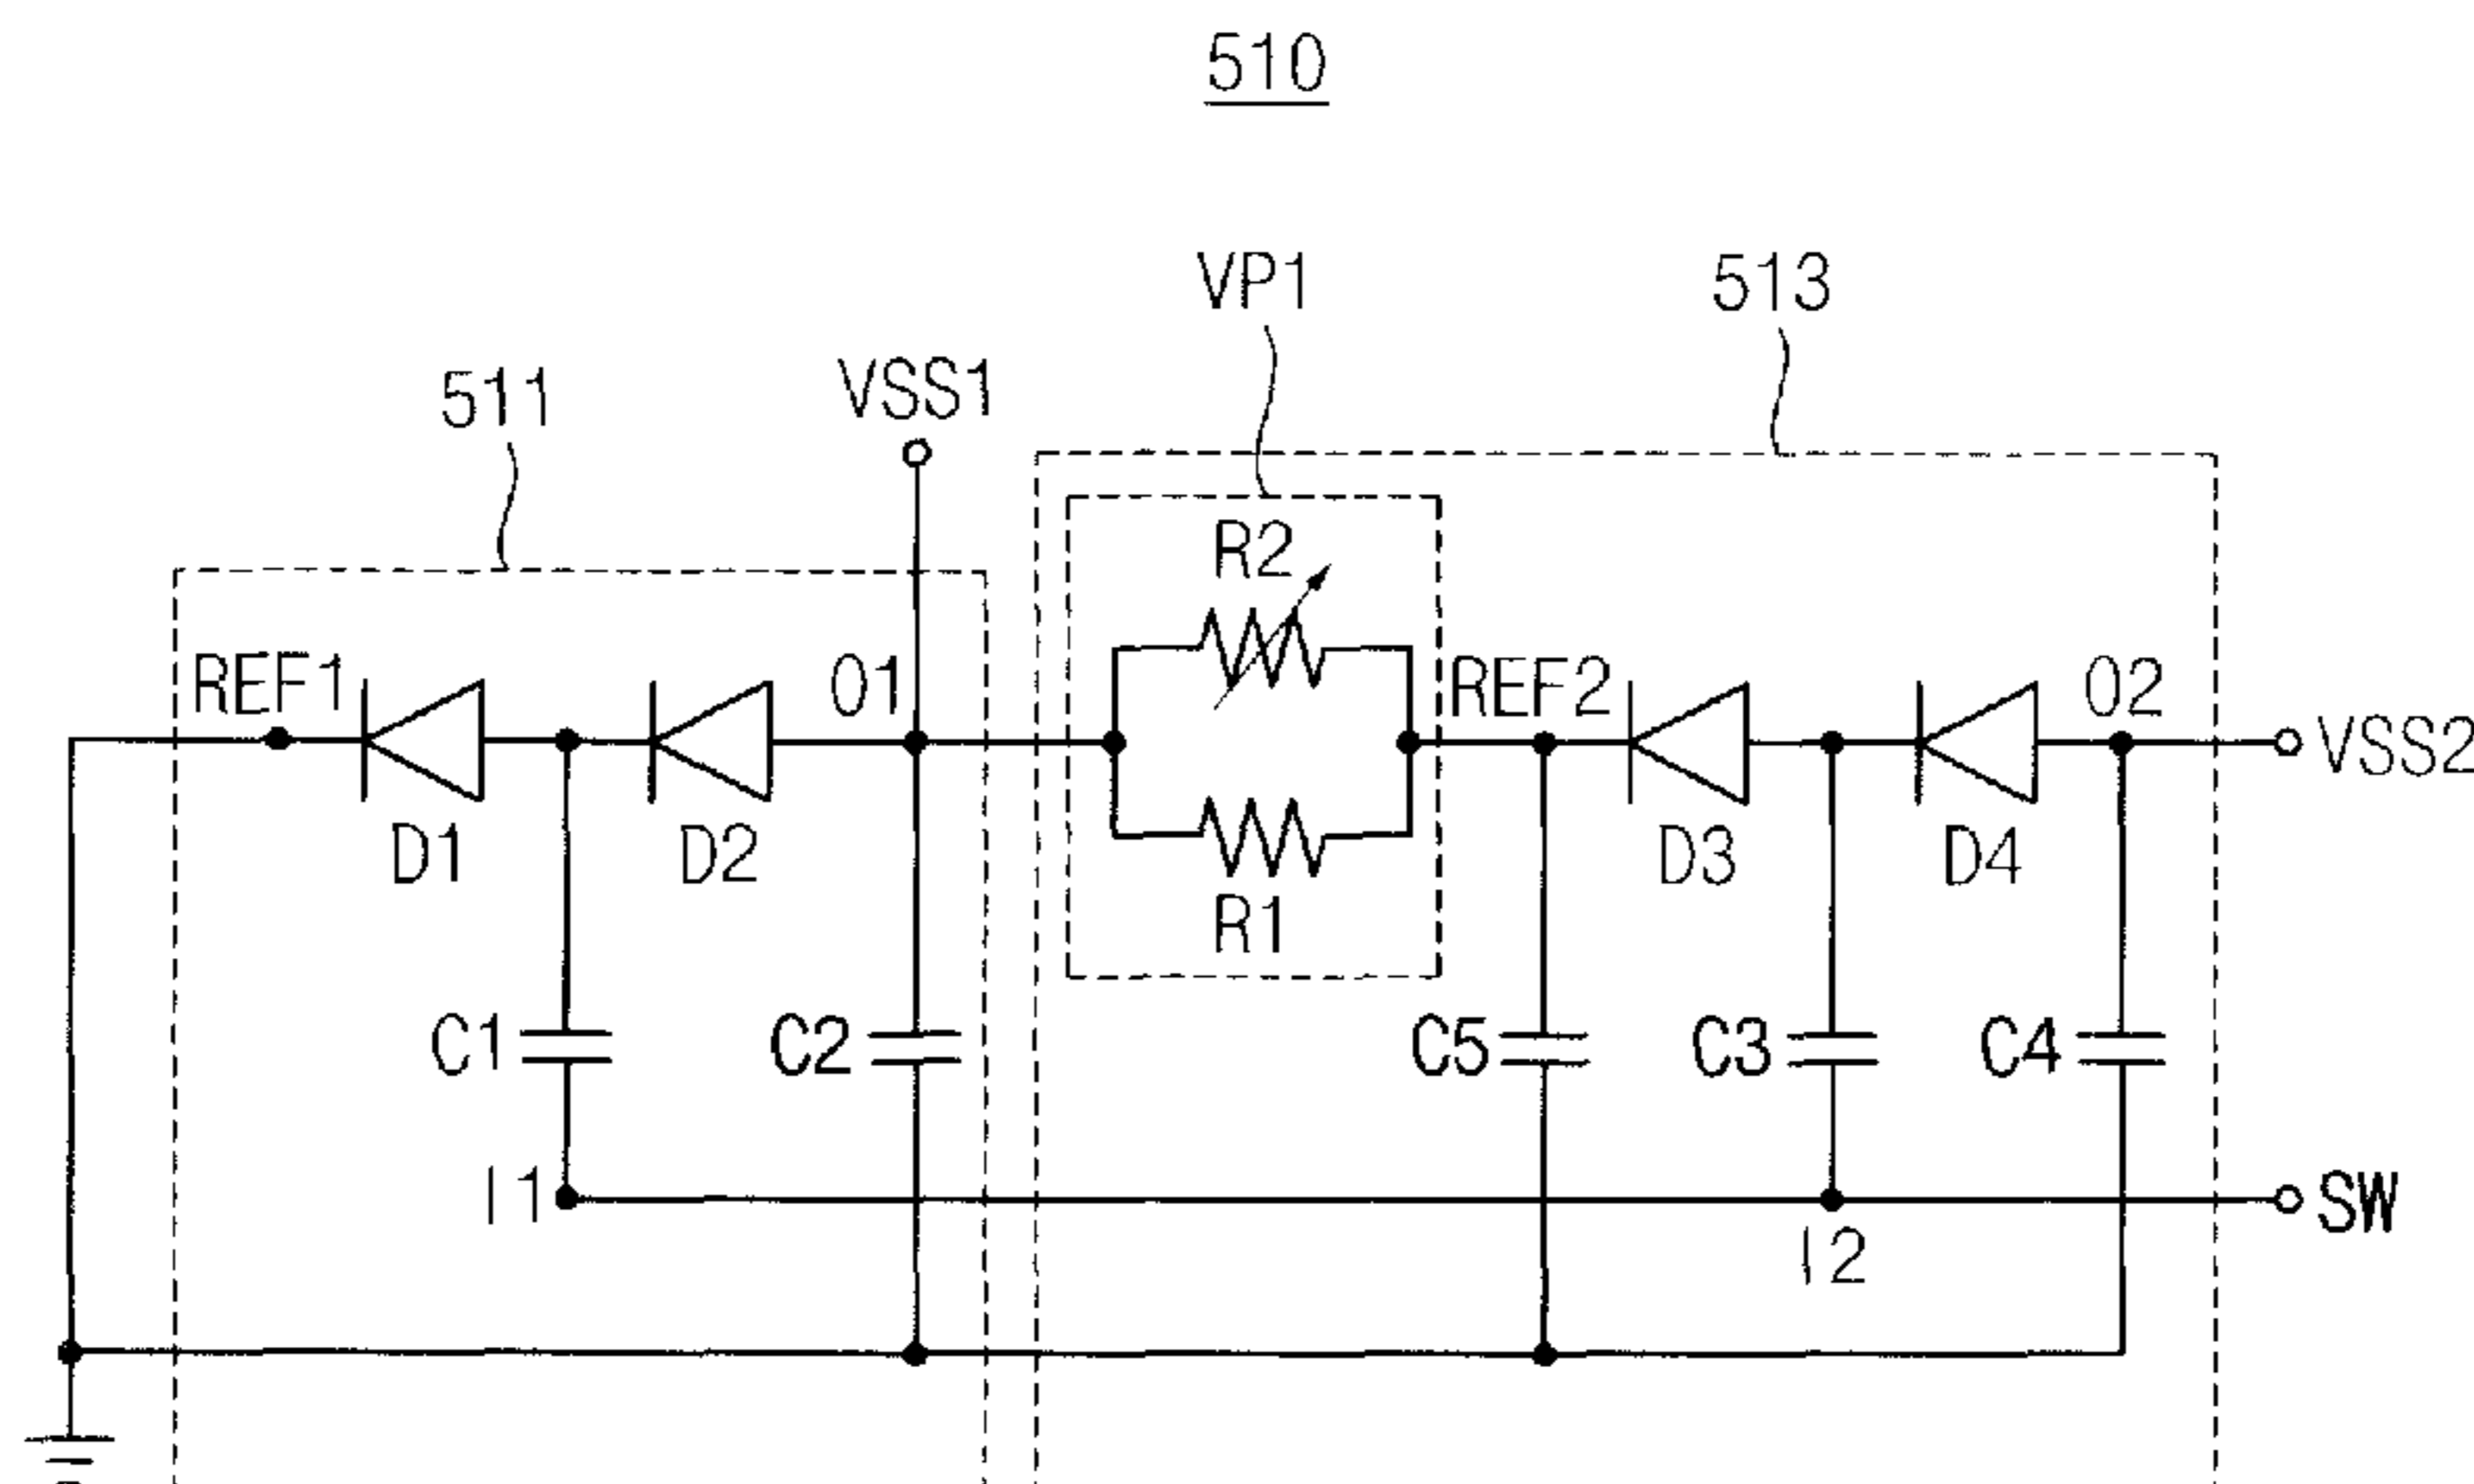 510
VP1
513
511
VSS1
R2
REF1
O1
REF2
O2
VSS2
D1
D2
D3
D4
R1
C1
C2
C5
C3
C4
I1
SW
I2